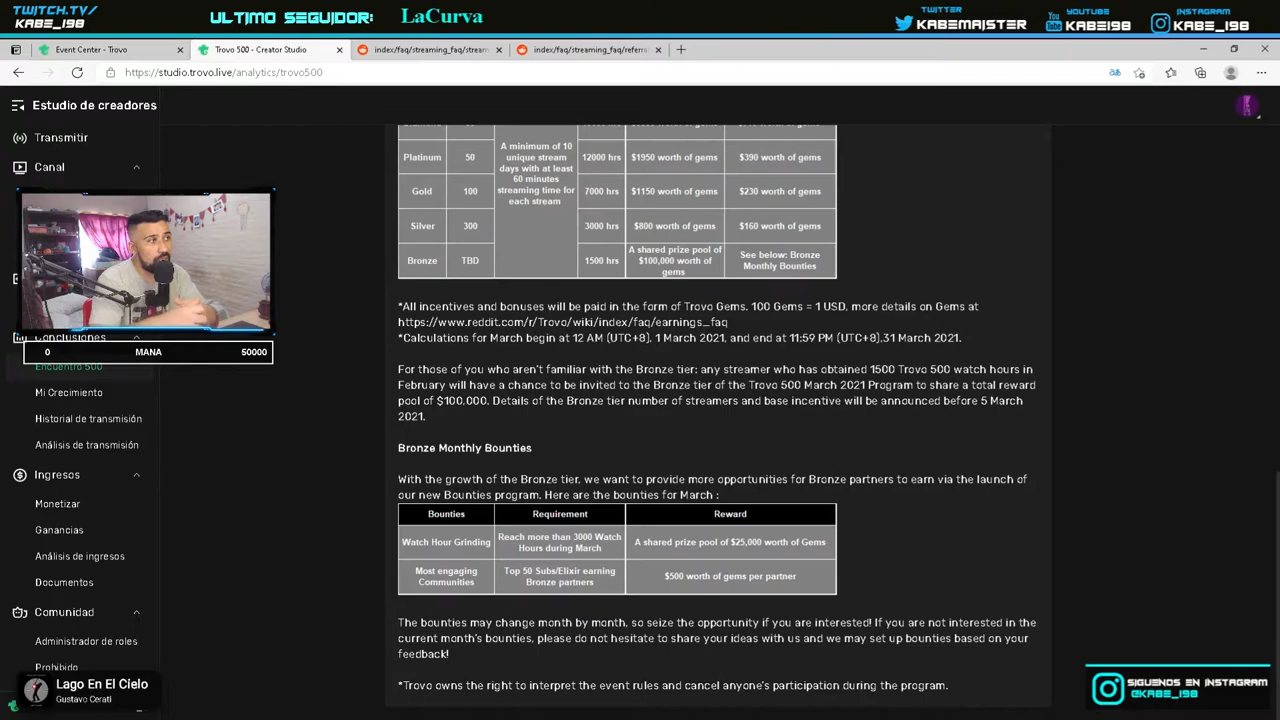 TWITCH.TV/
KABE_198
ULTIMO SEGUIDOR:
LaCurva
TWITTER
KABEMAISTER
YOUTUBE
KABE198
INSTAGRAM
KABE_198
Event Center - Trovo
Trovo 500 - Creator Studio
index/faq/streaming_faq/stream
index/faq/streaming_faq/referr
https://studio.trovo.live/analytics/trovo500
Estudio de creadores
Transmitir
Canal
Conclusiones
Encuentro 500
0 MANA 50000
Mi Crecimiento
Historial de transmisión
Análisis de transmisión
Ingresos
Monetizar
Ganancias
Análisis de ingresos
Documentos
Comunidad
Administrador de roles
Prohibido
Lago En El Cielo
Gustavo Cerati
A minimum of 10
unique stream
days with at least
60 minutes
streaming time for
each stream
Platinum 50 12000 hrs $1950 worth of gems $390 worth of gems
Gold 100 7000 hrs $1150 worth of gems $230 worth of gems
Silver 300 3000 hrs $800 worth of gems $160 worth of gems
Bronze TBD 1500 hrs
A shared prize pool of
$100,000 worth of
gems
See below: Bronze
Monthly Bounties
*All incentives and bonuses will be paid in the form of Trovo Gems. 100 Gems = 1 USD, more details on Gems at
https://www.reddit.com/r/Trovo/wiki/index/faq/earnings_faq
*Calculations for March begin at 12 AM (UTC+8), 1 March 2021, and end at 11:59 PM (UTC+8),31 March 2021.
For those of you who aren't familiar with the Bronze tier: any streamer who has obtained 1500 Trovo 500 watch hours in
February will have a chance to be invited to the Bronze tier of the Trovo 500 March 2021 Program to share a total reward
pool of $100,000. Details of the Bronze tier number of streamers and base incentive will be announced before 5 March
2021.
Bronze Monthly Bounties
With the growth of the Bronze tier, we want to provide more opportunities for Bronze partners to earn via the launch of
our new Bounties program. Here are the bounties for March :
Bounties Requirement Reward
Watch Hour Grinding
Reach more than 3000 Watch
Hours during March
A shared prize pool of $25,000 worth of Gems
Most engaging
Communities
Top 50 Subs/Elixir earning
Bronze partners
$500 worth of gems per partner
The bounties may change month by month, so seize the opportunity if you are interested! If you are not interested in the
current month's bounties, please do not hesitate to share your ideas with us and we may set up bounties based on your
feedback!
*Trovo owns the right to interpret the event rules and cancel anyone's participation during the program.
SIGUENOS EN INSTAGRAM
@KABE_198